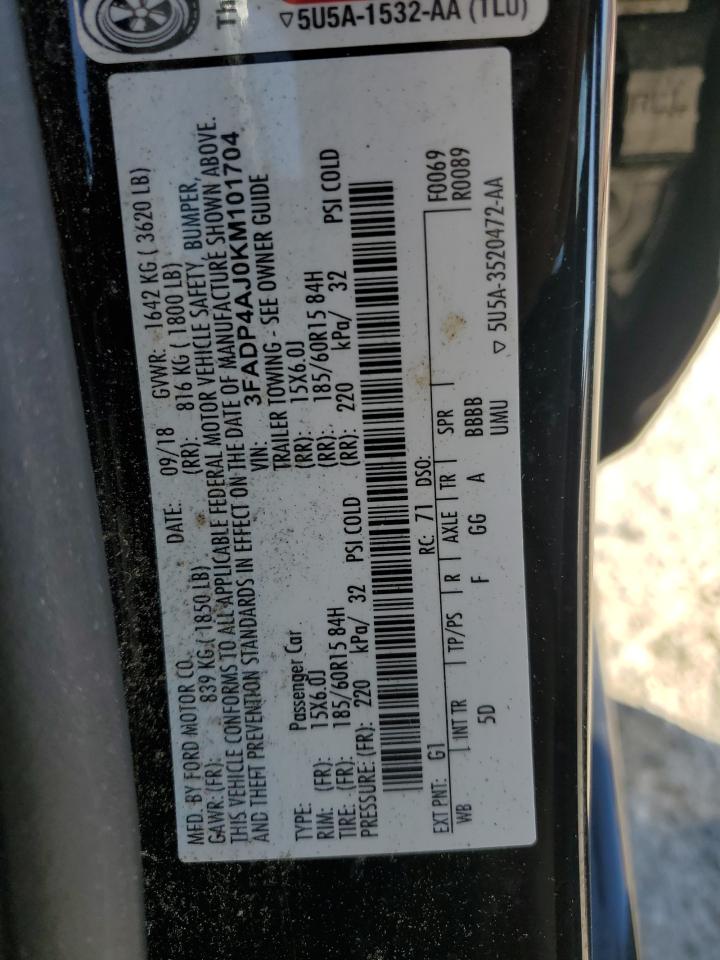 TH
▽5U5A-1532-AA (TLU)
MFD. BY FORD MOTOR CO. DATE: 09/18 GVWR: 1642 KG ( 3620 LB)
GAWR: (FR): 839 KG ( 1850 LB) (RR): 816 KG ( 1800 LB)
THIS VEHICLE CONFORMS TO ALL APPLICABLE FEDERAL MOTOR VEHICLE SAFETY, BUMPER,
AND THEFT PREVENTION STANDARDS IN EFFECT ON THE DATE OF MANUFACTURE SHOWN ABOVE.
VIN: 3FADP4AJ0KM101704
TYPE: Passenger Car TRAILER TOWING - SEE OWNER GUIDE
RIM: (FR): 15X6.0J (RR): 15X6.0J
TIRE: (FR): 185/60R15 84H (RR): 185/60R15 84H
PRESSURE: (FR): 220 kPa/ 32 PSI COLD (RR): 220 kPa/ 32 PSI COLD
EXT PNT: G1 RC: 71 DSO: F0069
R0089
WB | INT TR | TP/PS | R | AXLE | TR | SPR
5D F GG A BBBB
UMU
▽ 5U5A-3520472-AA